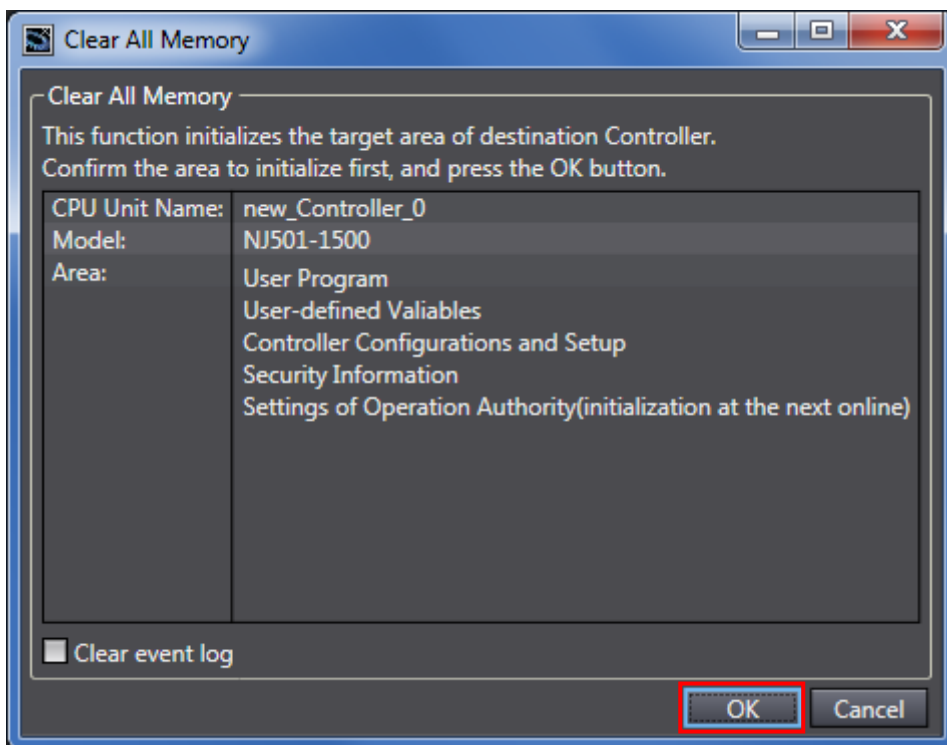 Clear All Memory
Clear All Memory
This function initializes the target area of destination Controller.
Confirm the area to initialize first, and press the OK button.
CPU Unit Name: new_Controller_0
Model: NJ501-1500
Area: User Program
User-defined Valiables
Controller Configurations and Setup
Security Information
Settings of Operation Authority(initialization at the next online)
Clear event log
OK Cancel